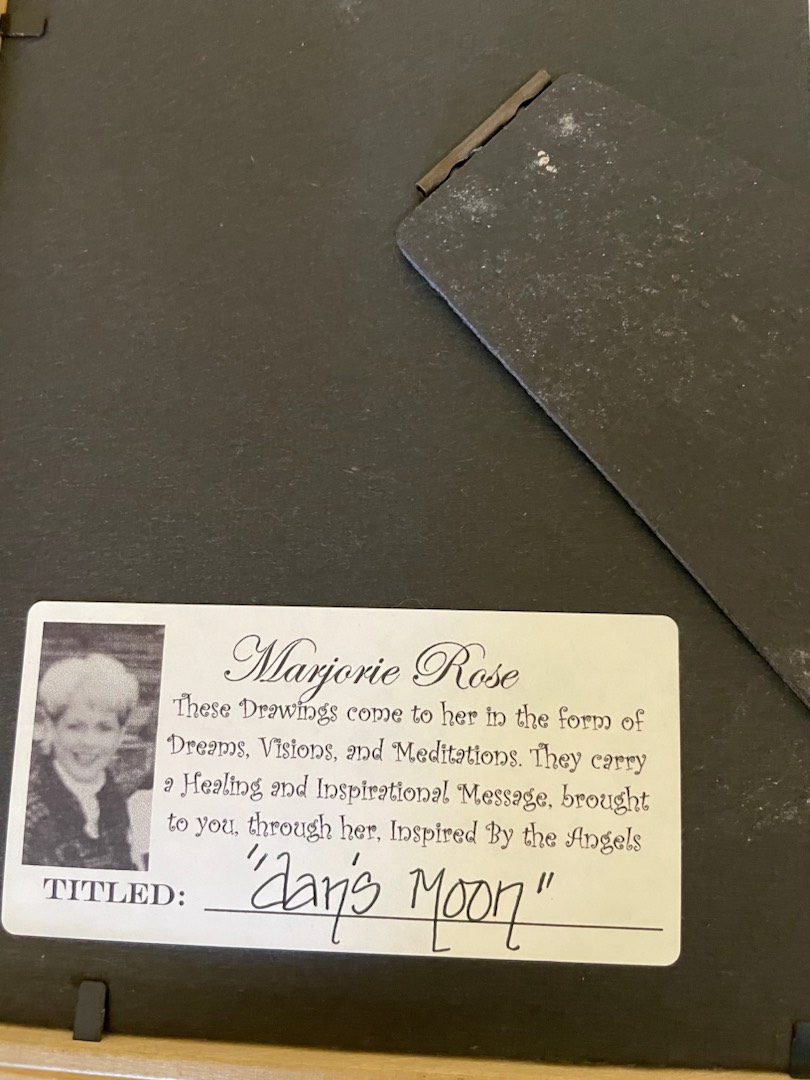 Marjorie Rose
These Drawings come to her in the form of
Dreams, Visions, and Meditations. They carry
a Healing and Inspirational Message, brought
to you, through her, Inspired By the Angels
TITLED: "dan's Moon"